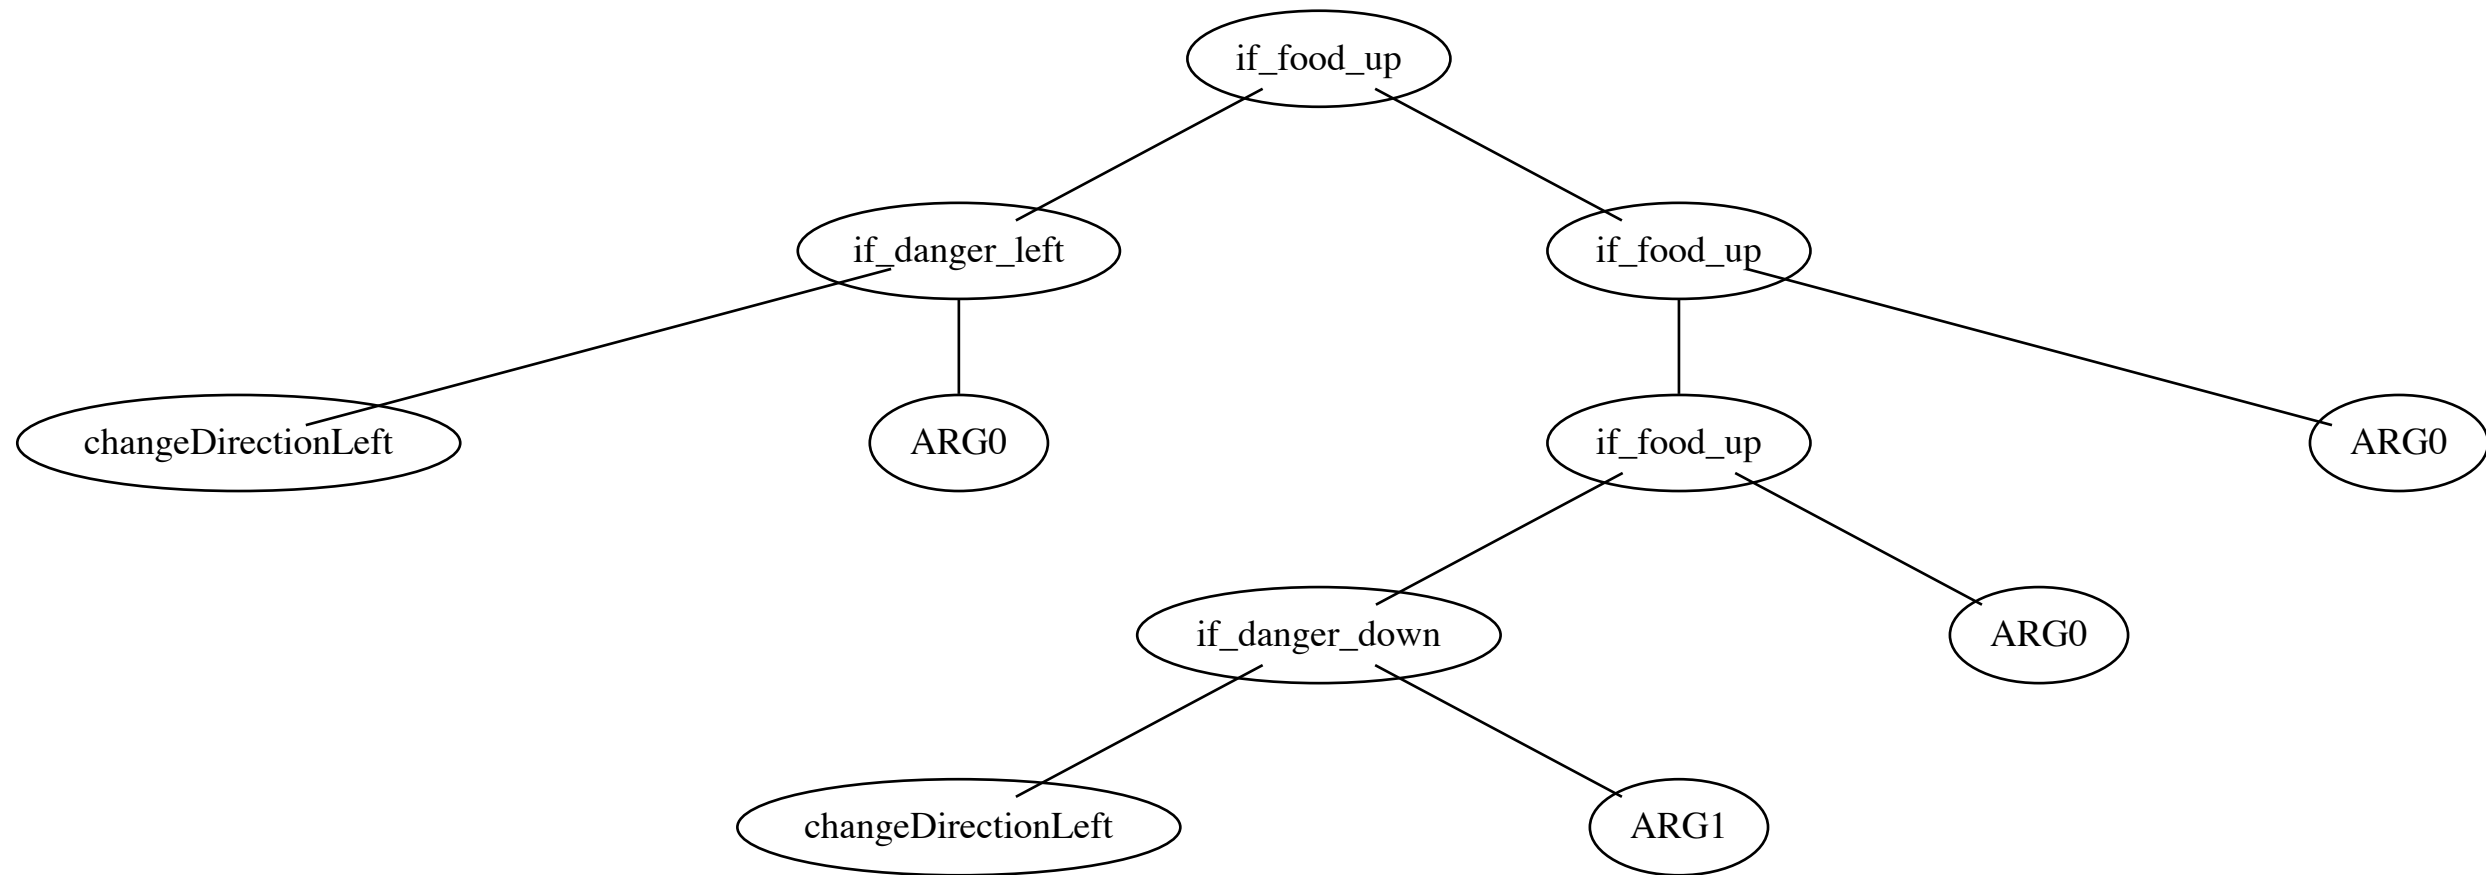 if_food_up
if_danger_left
if_food_up
changeDirectionLeft
ARG0
if_food_up
ARG0
if_danger_down
ARG0
changeDirectionLeft
ARG1